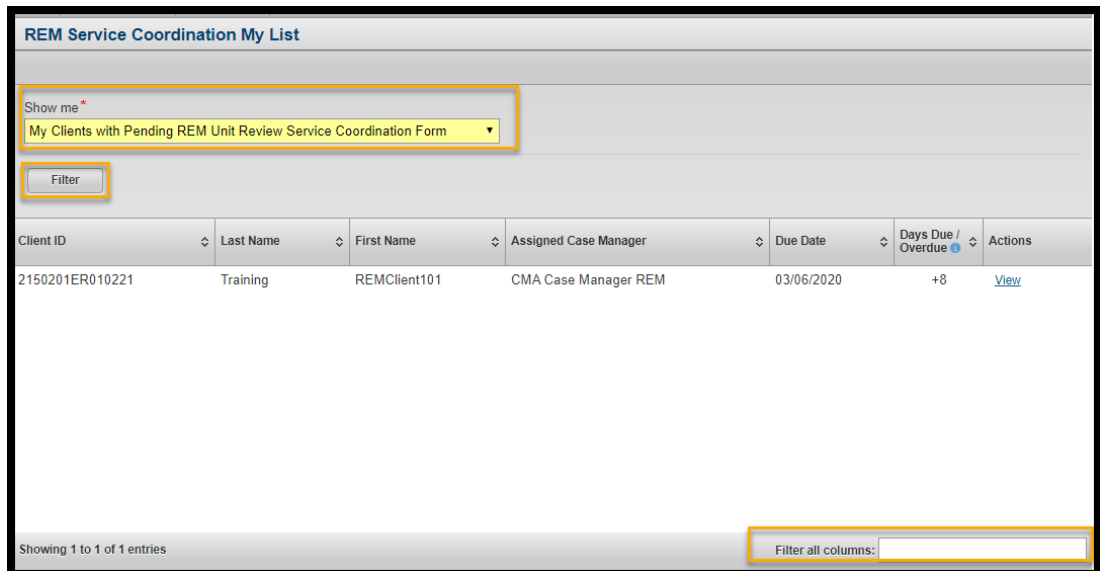 REM Service Coordination My List
Show me*
My Clients with Pending REM Unit Review Service Coordination Form
Filter
Client ID Last Name First Name Assigned Case Manager Due Date Days Due / Overdue Actions
2150201ER010221 Training REMClient101 CMA Case Manager REM 03/06/2020 +8 View
Showing 1 to 1 of 1 entries Filter all columns: